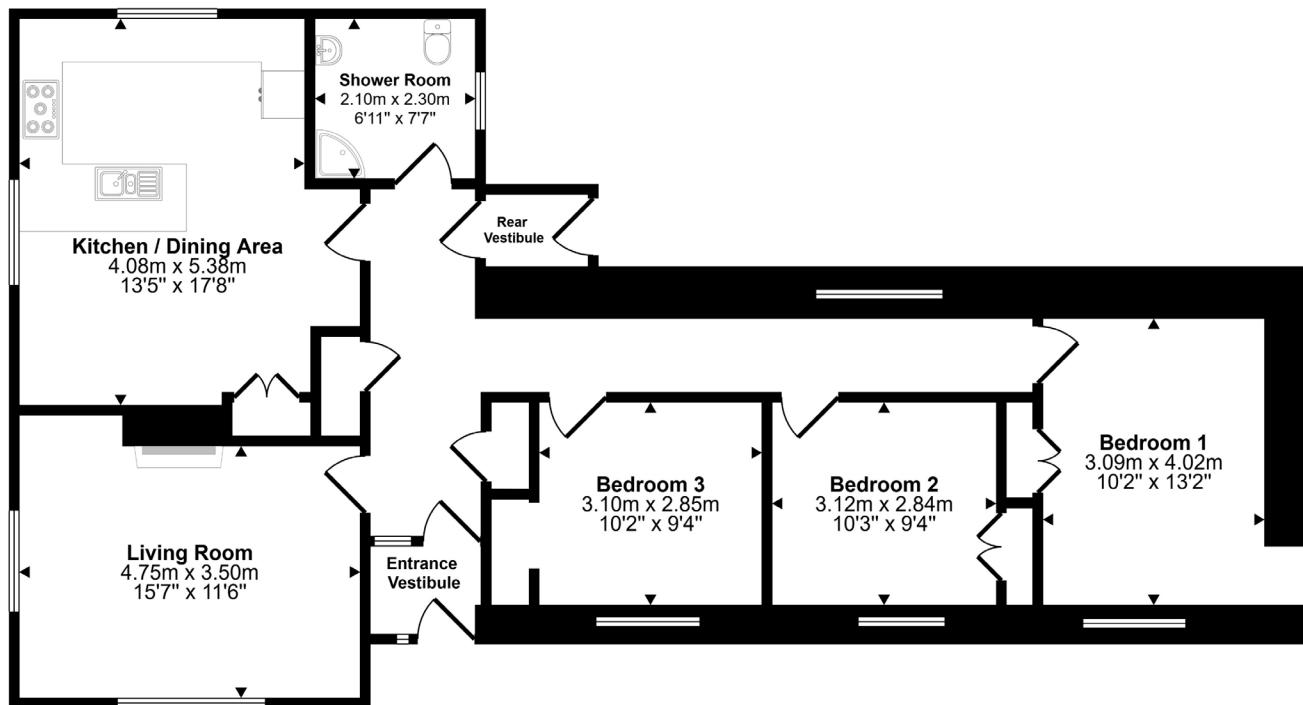 Shower Room
2.10m x 2.30m
6'11" x 7'7"
Rear
Vestibule
Kitchen / Dining Area
4.08m x 5.38m
13'5" x 17'8"
Bedroom 1
3.09m x 4.02m
10'2" x 13'2"
Bedroom 3
3.10m x 2.85m
10'2" x 9'4"
Bedroom 2
3.12m x 2.84m
10'3" x 9'4"
Living Room
4.75m x 3.50m
15'7" x 11'6"
Entrance
Vestibule